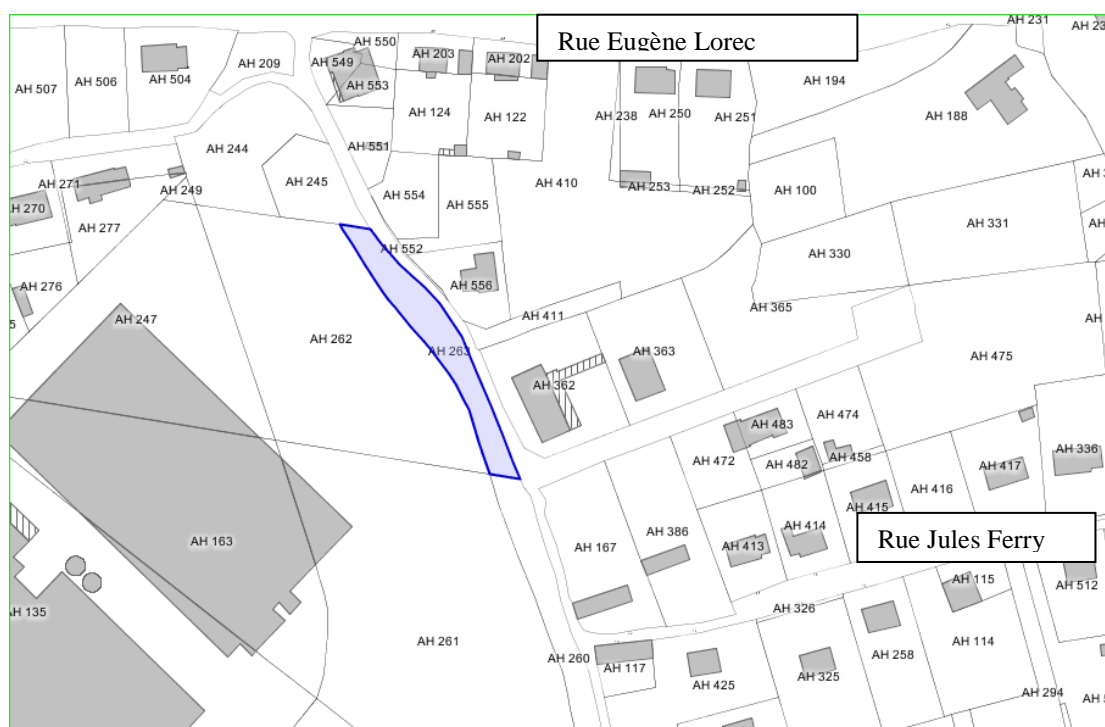 AH 231
Rue Eugène Lorec
AH 550
AH 203
AH 202
AH 504
AH 209
AH 549
AH 553
AH 507
AH 506
AH 194
AH 124
AH 122
AH 238
AH 250
AH 251
AH 188
AH 551
AH 244
AH 245
AH 271
AH 249
AH 410
AH 253
AH 252
AH 100
AH 554
AH 555
AH 270
AH 277
AH 331
AH 552
AH 330
AH 276
AH 556
AH 247
AH 411
AH 365
AH 262
AH 263
AH 363
AH 475
AH 362
AH 474
AH 483
AH 472
AH 482
AH 458
AH 336
AH 417
AH 416
AH 415
AH 414
AH 386
AH 167
AH 413
AH 163
Rue Jules Ferry
AH 115
AH 512
AH 135
AH 326
AH 261
AH 260
AH 117
AH 258
AH 114
AH 425
AH 325
AH 294